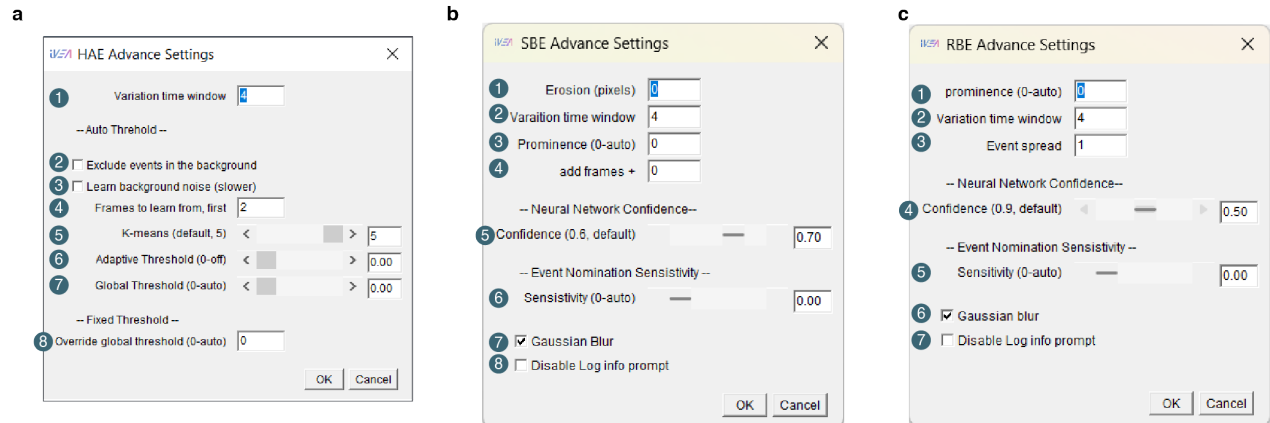 a
iVEA HAE Advance Settings
1 Variation time window 4
-- Auto Threhold --
2 Exclude events in the background
3 Learn background noise (slower)
4 Frames to learn from, first 2
5 K-means (default, 5) 5
6 Adaptive Threshold (0-off) 0.00
7 Global Threshold (0-auto) 0.00
-- Fixed Threshold --
8 Override global threshold (0-auto) 0
OK Cancel
b
iVEA SBE Advance Settings
1 Erosion (pixels) 0
2 Varaition time window 4
3 Prominence (0-auto) 0
4 add frames + 0
-- Neural Network Confidence--
5 Confidence (0.6, default) 0.70
-- Event Nomination Sensistivity --
6 Sensistivity (0-auto) 0.00
7 Gaussian Blur
8 Disable Log info prompt
OK Cancel
c
iVEA RBE Advance Settings
1 prominence (0-auto) 0
2 Variation time window 4
3 Event spread 1
-- Neural Network Confidence--
4 Confidence (0.9, default) 0.50
-- Event Nomination Sensitivity --
5 Sensitivity (0-auto) 0.00
6 Gaussian blur
7 Disable Log info prompt
OK Cancel